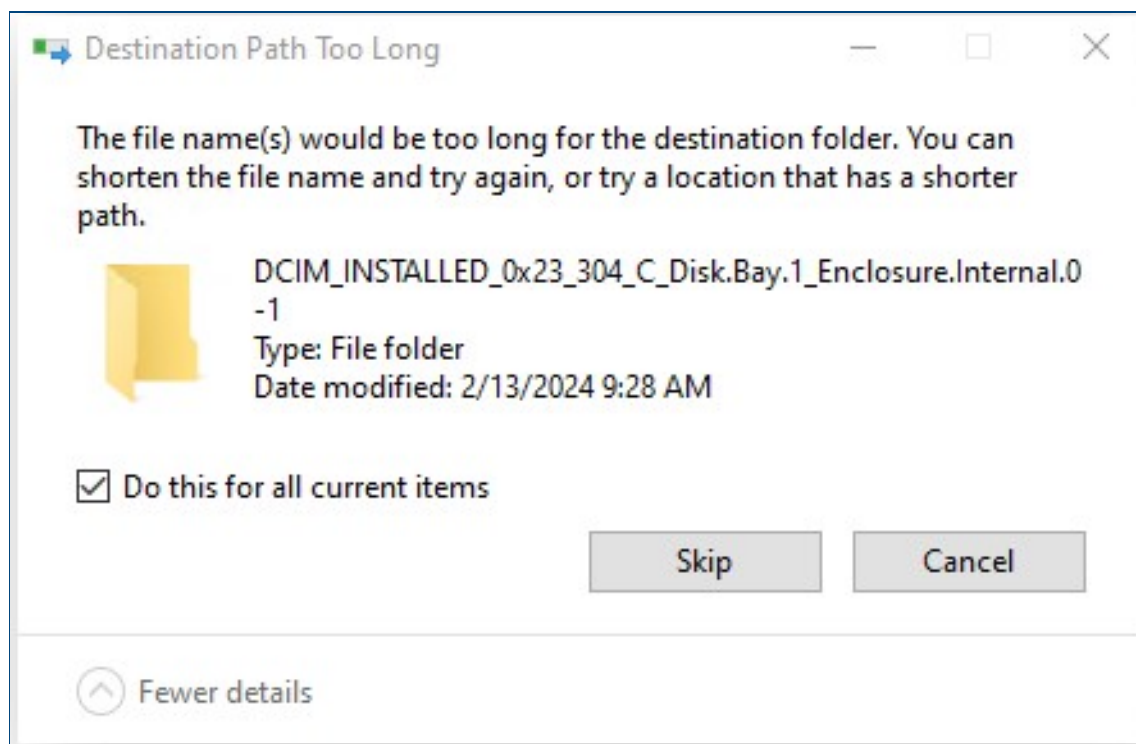 Destination Path Too Long
The file name(s) would be too long for the destination folder. You can
shorten the file name and try again, or try a location that has a shorter
path.
DCIM_INSTALLED_0x23_304_C_Disk.Bay.1_Enclosure.Internal.0
-1
Type: File folder
Date modified: 2/13/2024 9:28 AM
Do this for all current items
Skip
Cancel
Fewer details